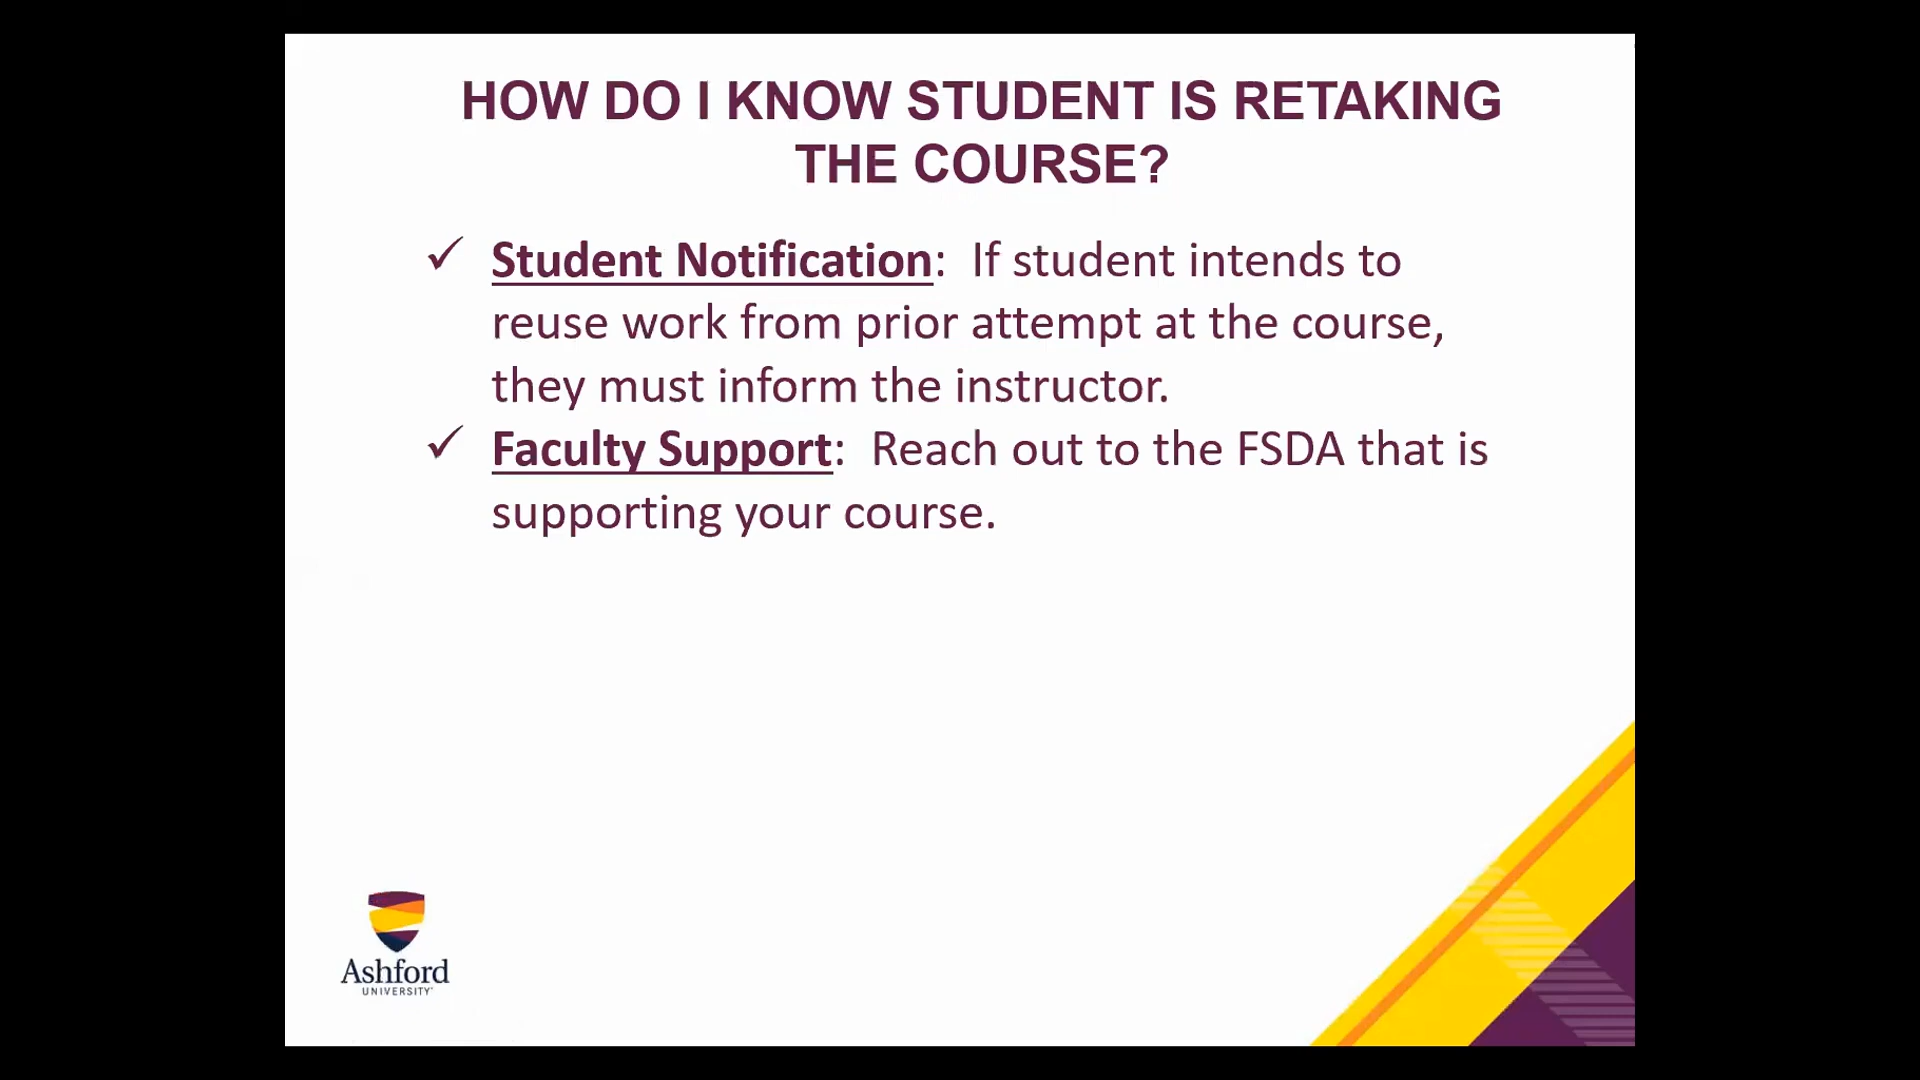 HOW DO I KNOW STUDENT IS RETAKING
THE COURSE?
✓ Student Notification:  If student intends to
reuse work from prior attempt at the course,
they must inform the instructor.
✓ Faculty Support:  Reach out to the FSDA that is
supporting your course.
Ashford
UNIVERSITY